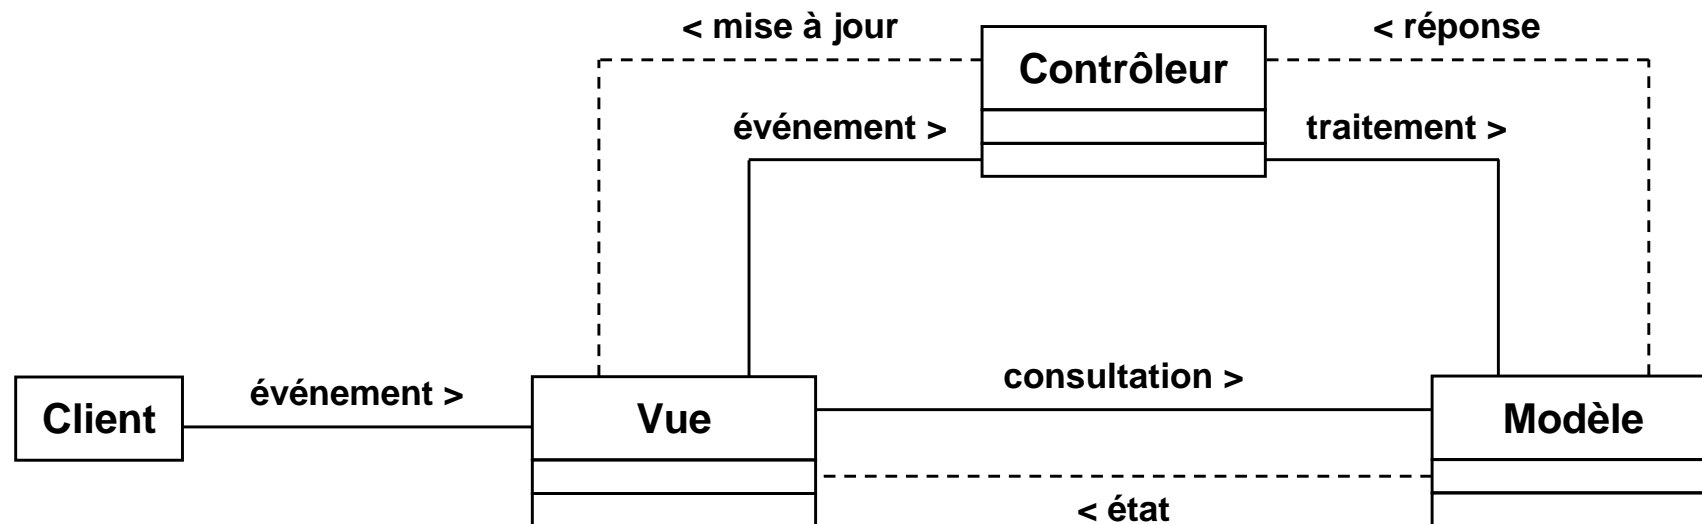 < mise à jour
< réponse
Contrôleur
événement >
traitement >
consultation >
événement >
Client
Vue
Modèle
< état